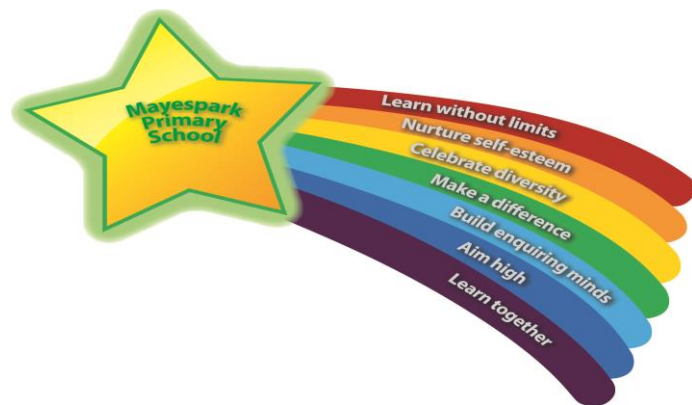 Mayespark
Primary
School
Learn without limits
Nurture self-esteem
Celebrate diversity
Make a difference
Build enquiring minds
Aim high
Learn together